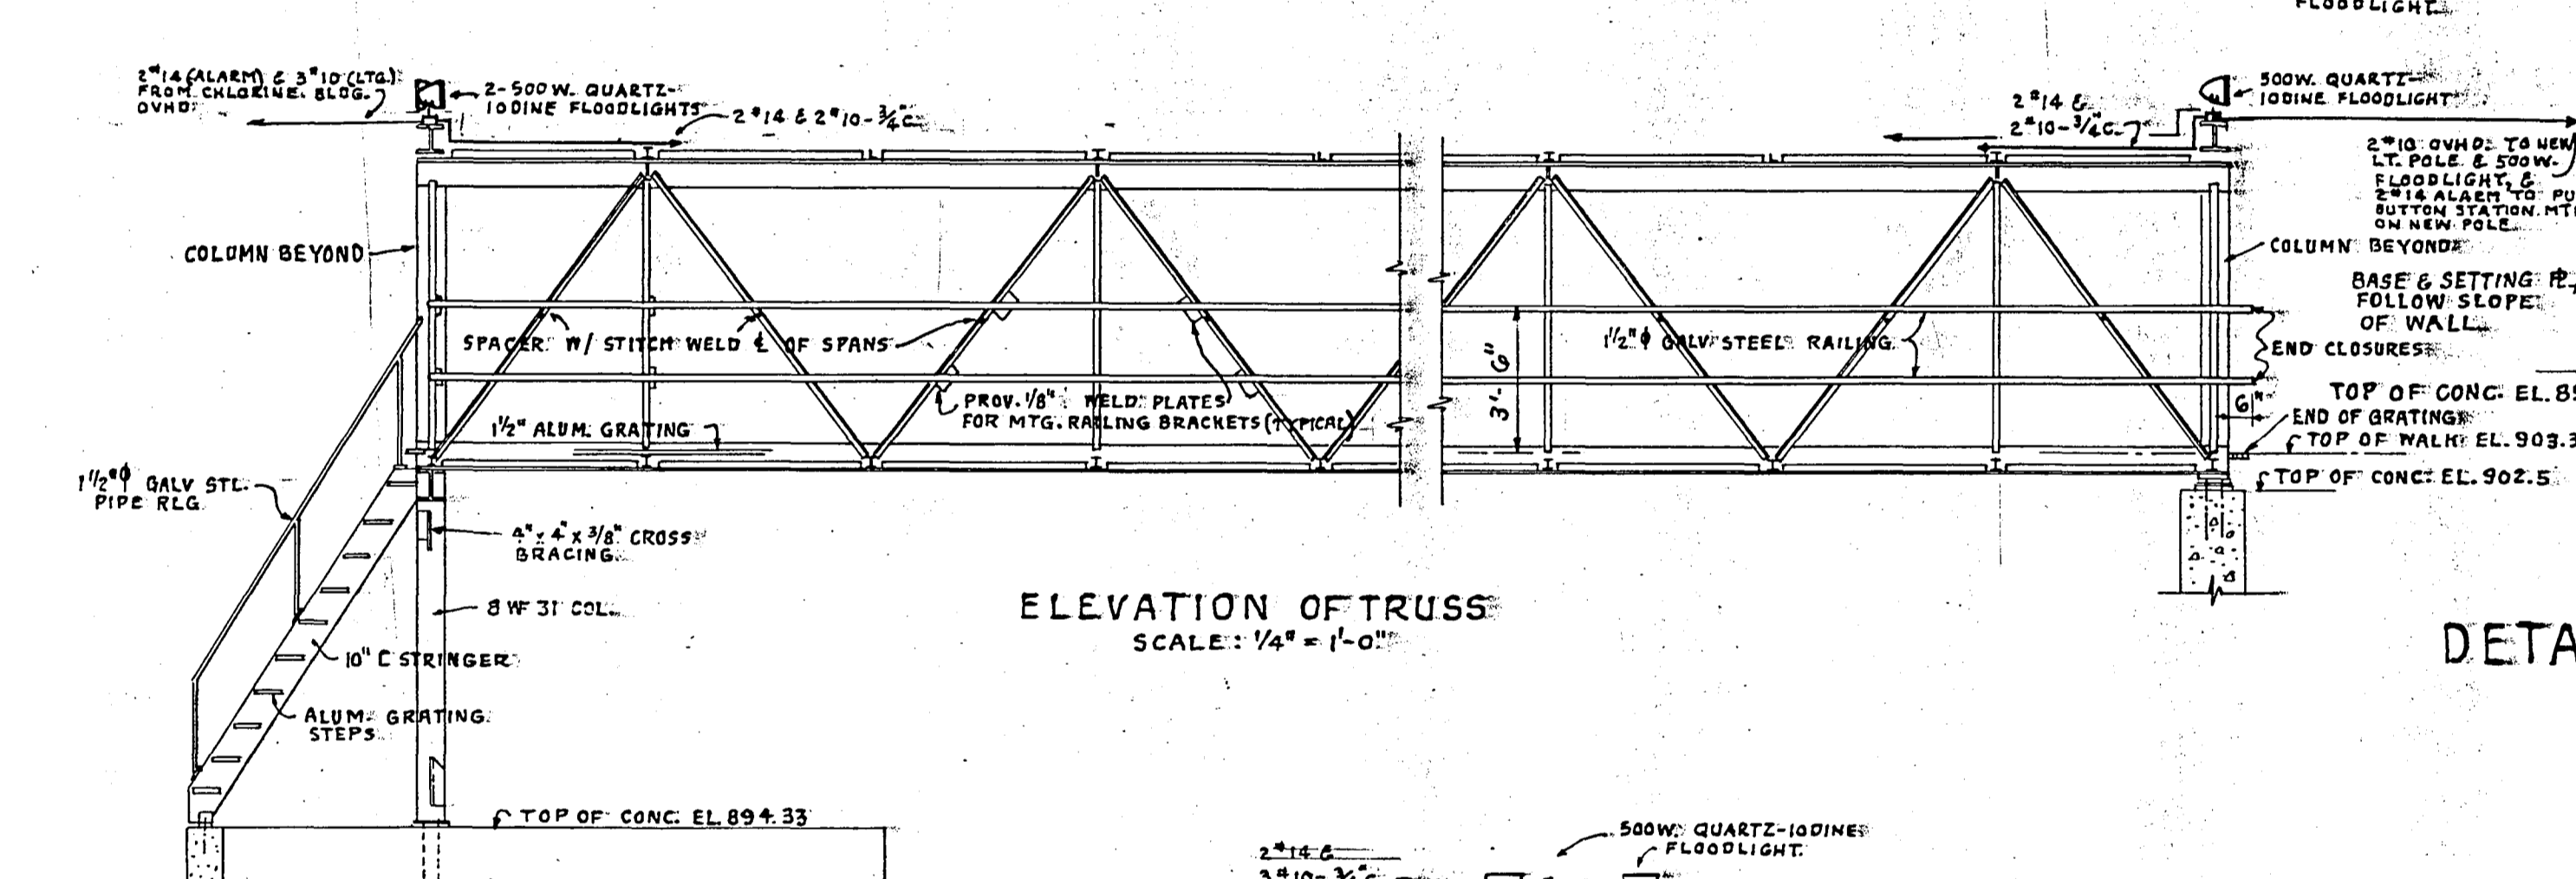 FLOODLIGHT
2#14 (ALARM) & 3#10 (LTG.)
FROM CHLORINE BLDG.
OVHD.
2-500W. QUARTZ-
IODINE FLOODLIGHTS
2#14 & 2#10-3/4"C.
2#14 &
2#10-3/4"C.
500W. QUARTZ-
IODINE FLOODLIGHT
2#10 OVHD. TO NEW
LT. POLE & 500W.
FLOODLIGHT, &
2#14 ALARM TO PU
BUTTON STATION MT
ON NEW POLE
COLUMN BEYOND
COLUMN BEYOND
BASE & SETTING PL
FOLLOW SLOPE
OF WALL
SPACER W/ STITCH WELD ℄ OF SPANS
1 1/2"ϕ GALV. STEEL RAILING
3'-6"
END CLOSURES
PROV. 1/8" WELD PLATES
FOR MTG. RAILING BRACKETS (TYPICAL)
1 1/2" ALUM. GRATING
TOP OF CONC. EL. 89
6"
END OF GRATING
TOP OF WALK EL. 903.3
TOP OF CONC. EL. 902.5
1 1/2"ϕ GALV STL.
PIPE RLG.
4" x 4" x 3/8" CROSS
BRACING
8 WF 31 COL.
10" C STRINGER
ALUM. GRATING
STEPS
ELEVATION OF TRUSS
SCALE: 1/4" = 1'-0"
DETA
TOP OF CONC. EL. 894.33
500W. QUARTZ-IODINE
FLOODLIGHT
2#14 &
3#10-3/4"C.